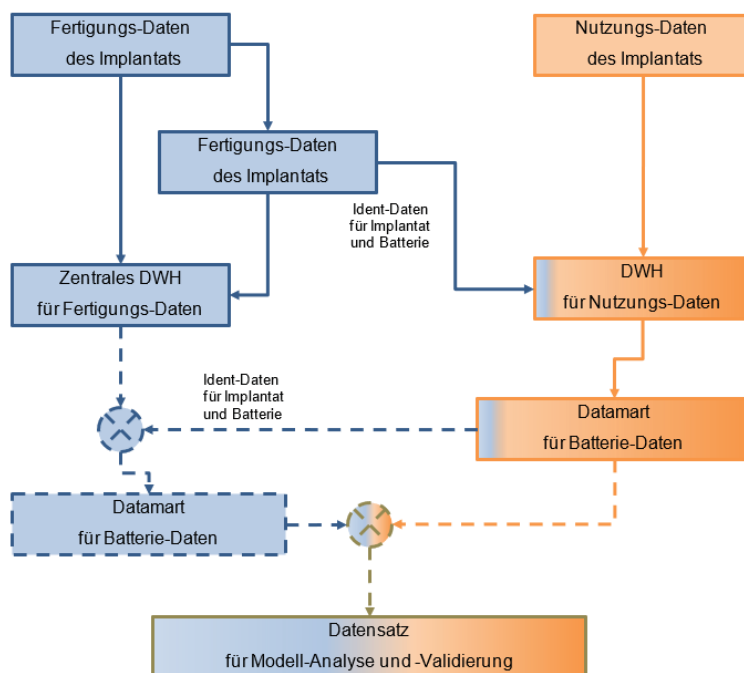 Fertigungs-Daten
des Implantats
Nutzungs-Daten
des Implantats
Fertigungs-Daten
des Implantats
Ident-Daten
für Implantat
und Batterie
Zentrales DWH
für Fertigungs-Daten
DWH
für Nutzungs-Daten
Ident-Daten
für Implantat
und Batterie
Datamart
für Batterie-Daten
Datamart
für Batterie-Daten
Datensatz
für Modell-Analyse und -Validierung